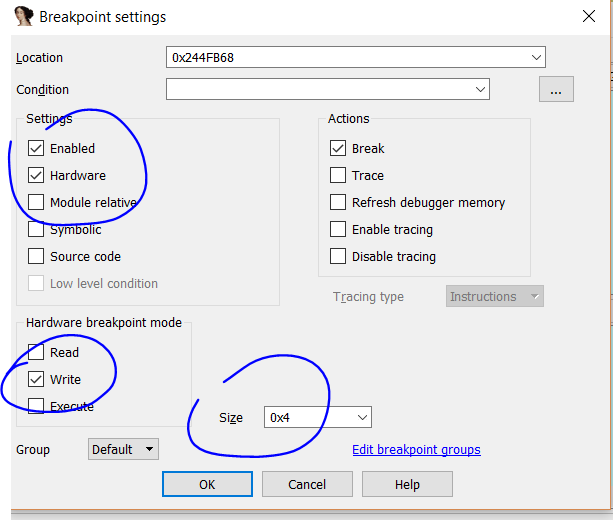 Breakpoint settings
Location 0x244FB68
Condition ...
Settings Actions
Enabled Break
Hardware Trace
Module relative Refresh debugger memory
Symbolic Enable tracing
Source code Disable tracing
Low level condition Tracing type Instructions
Hardware breakpoint mode
Read
Write
Execute Size 0x4
Group Default Edit breakpoint groups
OK Cancel Help